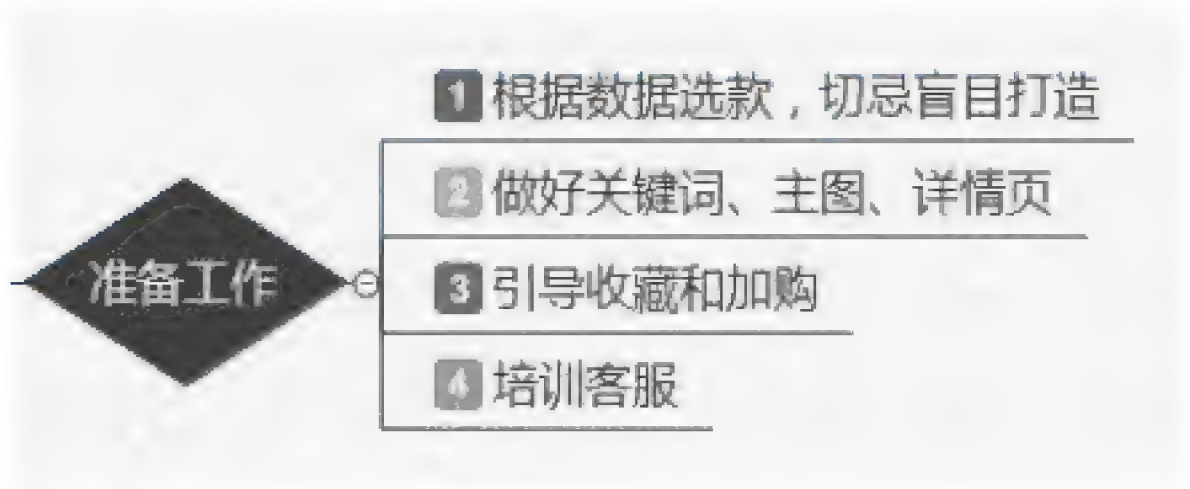 准备工作
1 根据数据选款，切忌盲目打造
2 做好关键词、主图、详情页
3 引导收藏和加购
4 培训客服